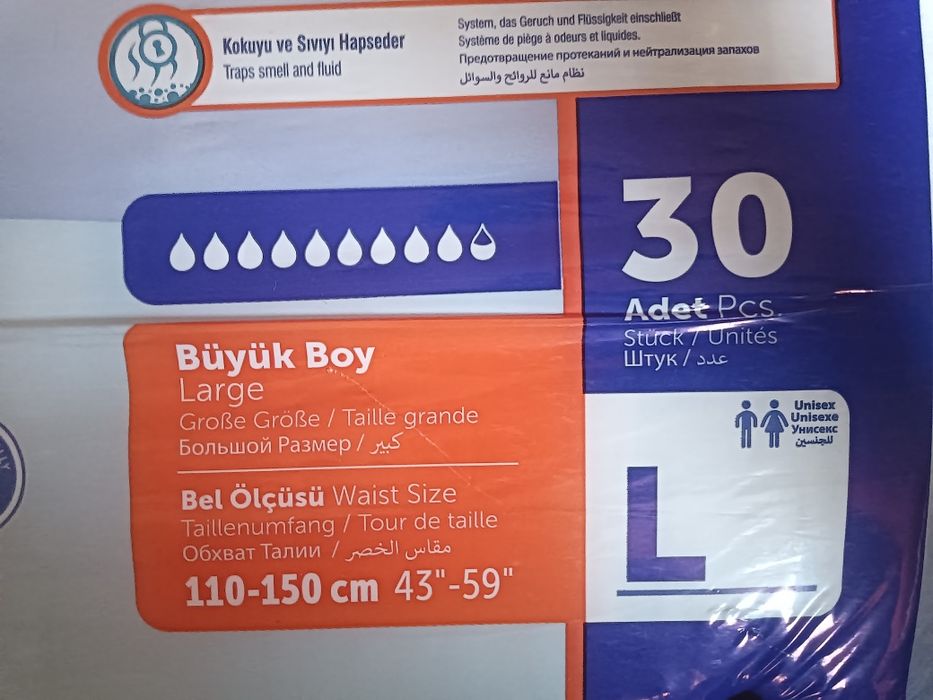 Kokuyu ve Sıvıyı Hapseder
Traps smell and fluid
System, das Geruch und Flüssigkeit einschließt
Système de piège à odeurs et liquides.
Предотвращение протеканий и нейтрализация запахов
نظام مانع للروائح والسوائل
30
Adet Pcs.
Stück / Unités
Штук / عدد
Büyük Boy
Large
Große Größe / Taille grande
Большой Размер / كبير
Bel Ölçüsü Waist Size
Taillenumfang / Tour de taille
Обхват Талии / مقاس الخصر
110-150 cm 43"-59"
Unisex
Unisexe
Унисекс
للجنسين
L